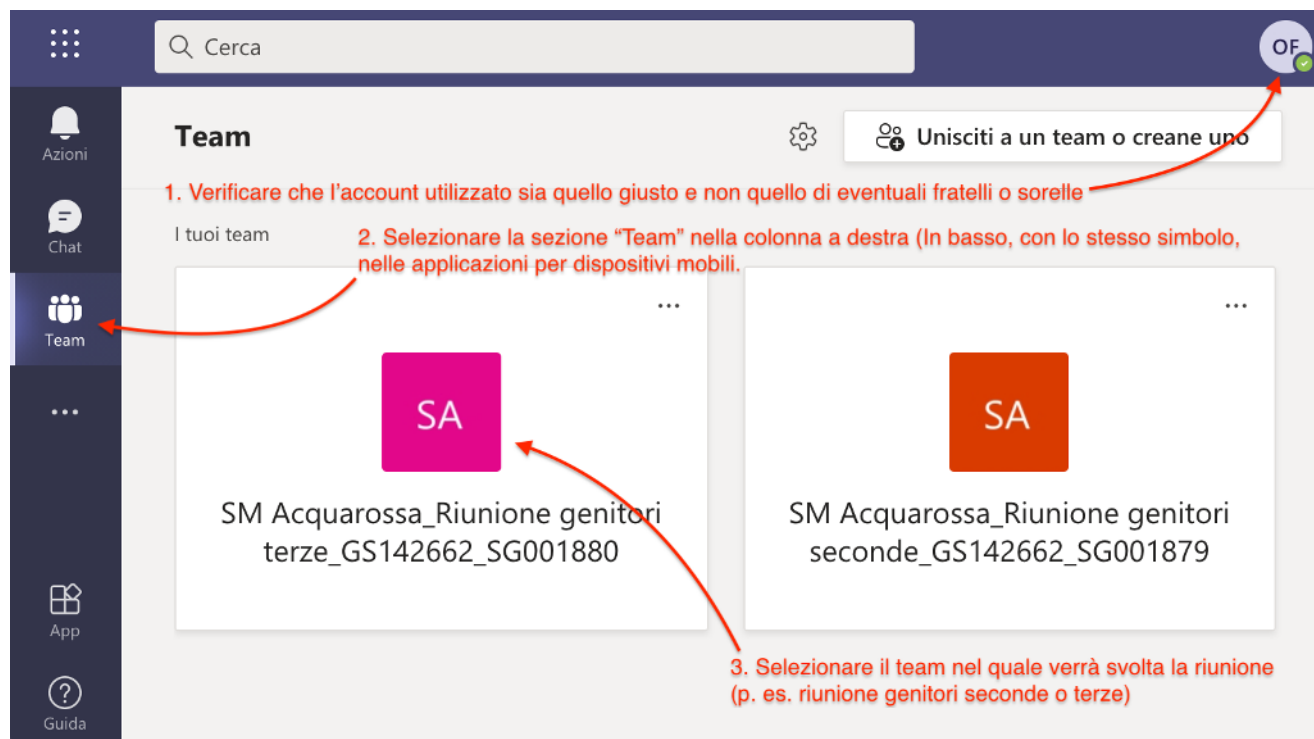 Cerca
OF
Azioni
Team
Unisciti a un team o creane uno
1. Verificare che l'account utilizzato sia quello giusto e non quello di eventuali fratelli o sorelle
Chat
I tuoi team
2. Selezionare la sezione “Team” nella colonna a destra (In basso, con lo stesso simbolo,
nelle applicazioni per dispositivi mobili.
Team
SA
SM Acquarossa_Riunione genitori
terze_GS142662_SG001880
SA
SM Acquarossa_Riunione genitori
seconde_GS142662_SG001879
App
3. Selezionare il team nel quale verrà svolta la riunione
(p. es. riunione genitori seconde o terze)
Guida